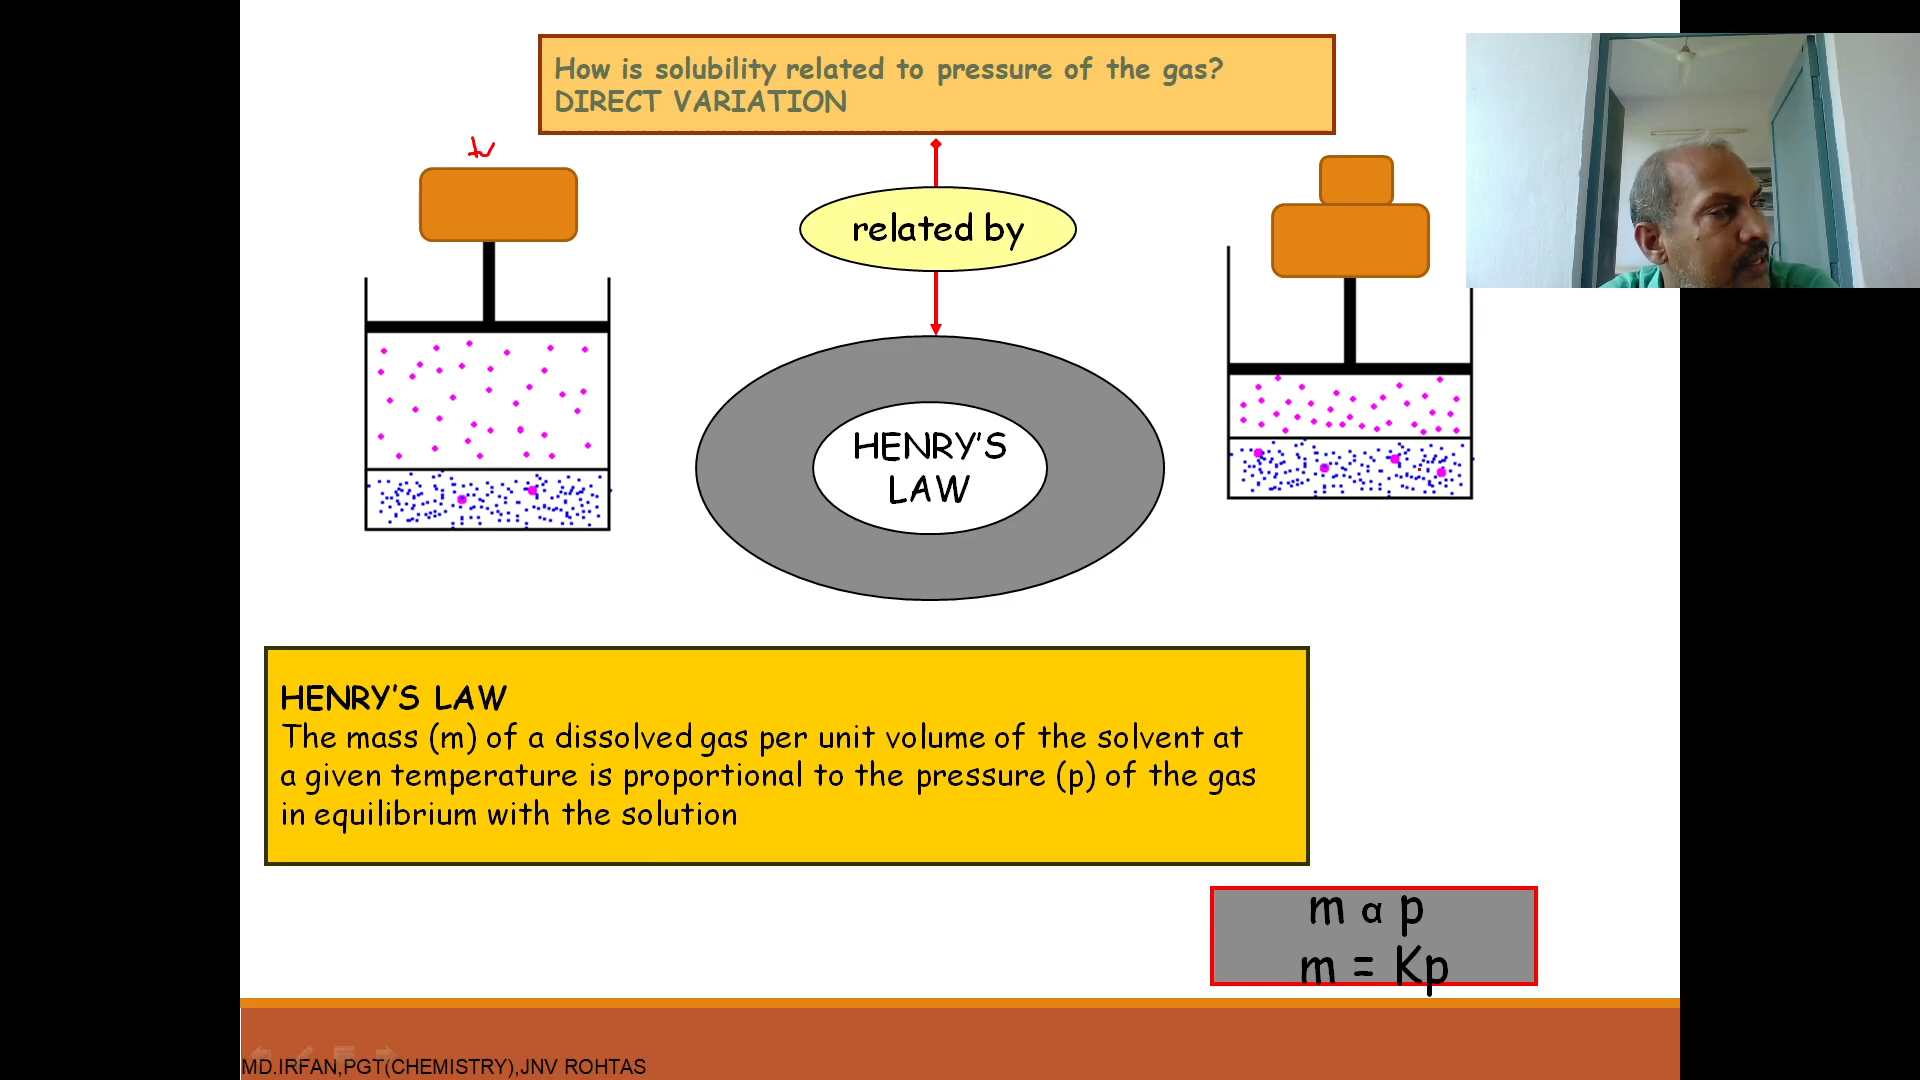 How is solubility related to pressure of the gas?
DIRECT VARIATION
related by
HENRY'S
LAW
HENRY'S LAW
The mass (m) of a dissolved gas per unit volume of the solvent at
a given temperature is proportional to the pressure (p) of the gas
in equilibrium with the solution
m α p
m = Kp
MD.IRFAN,PGT(CHEMISTRY),JNV ROHTAS